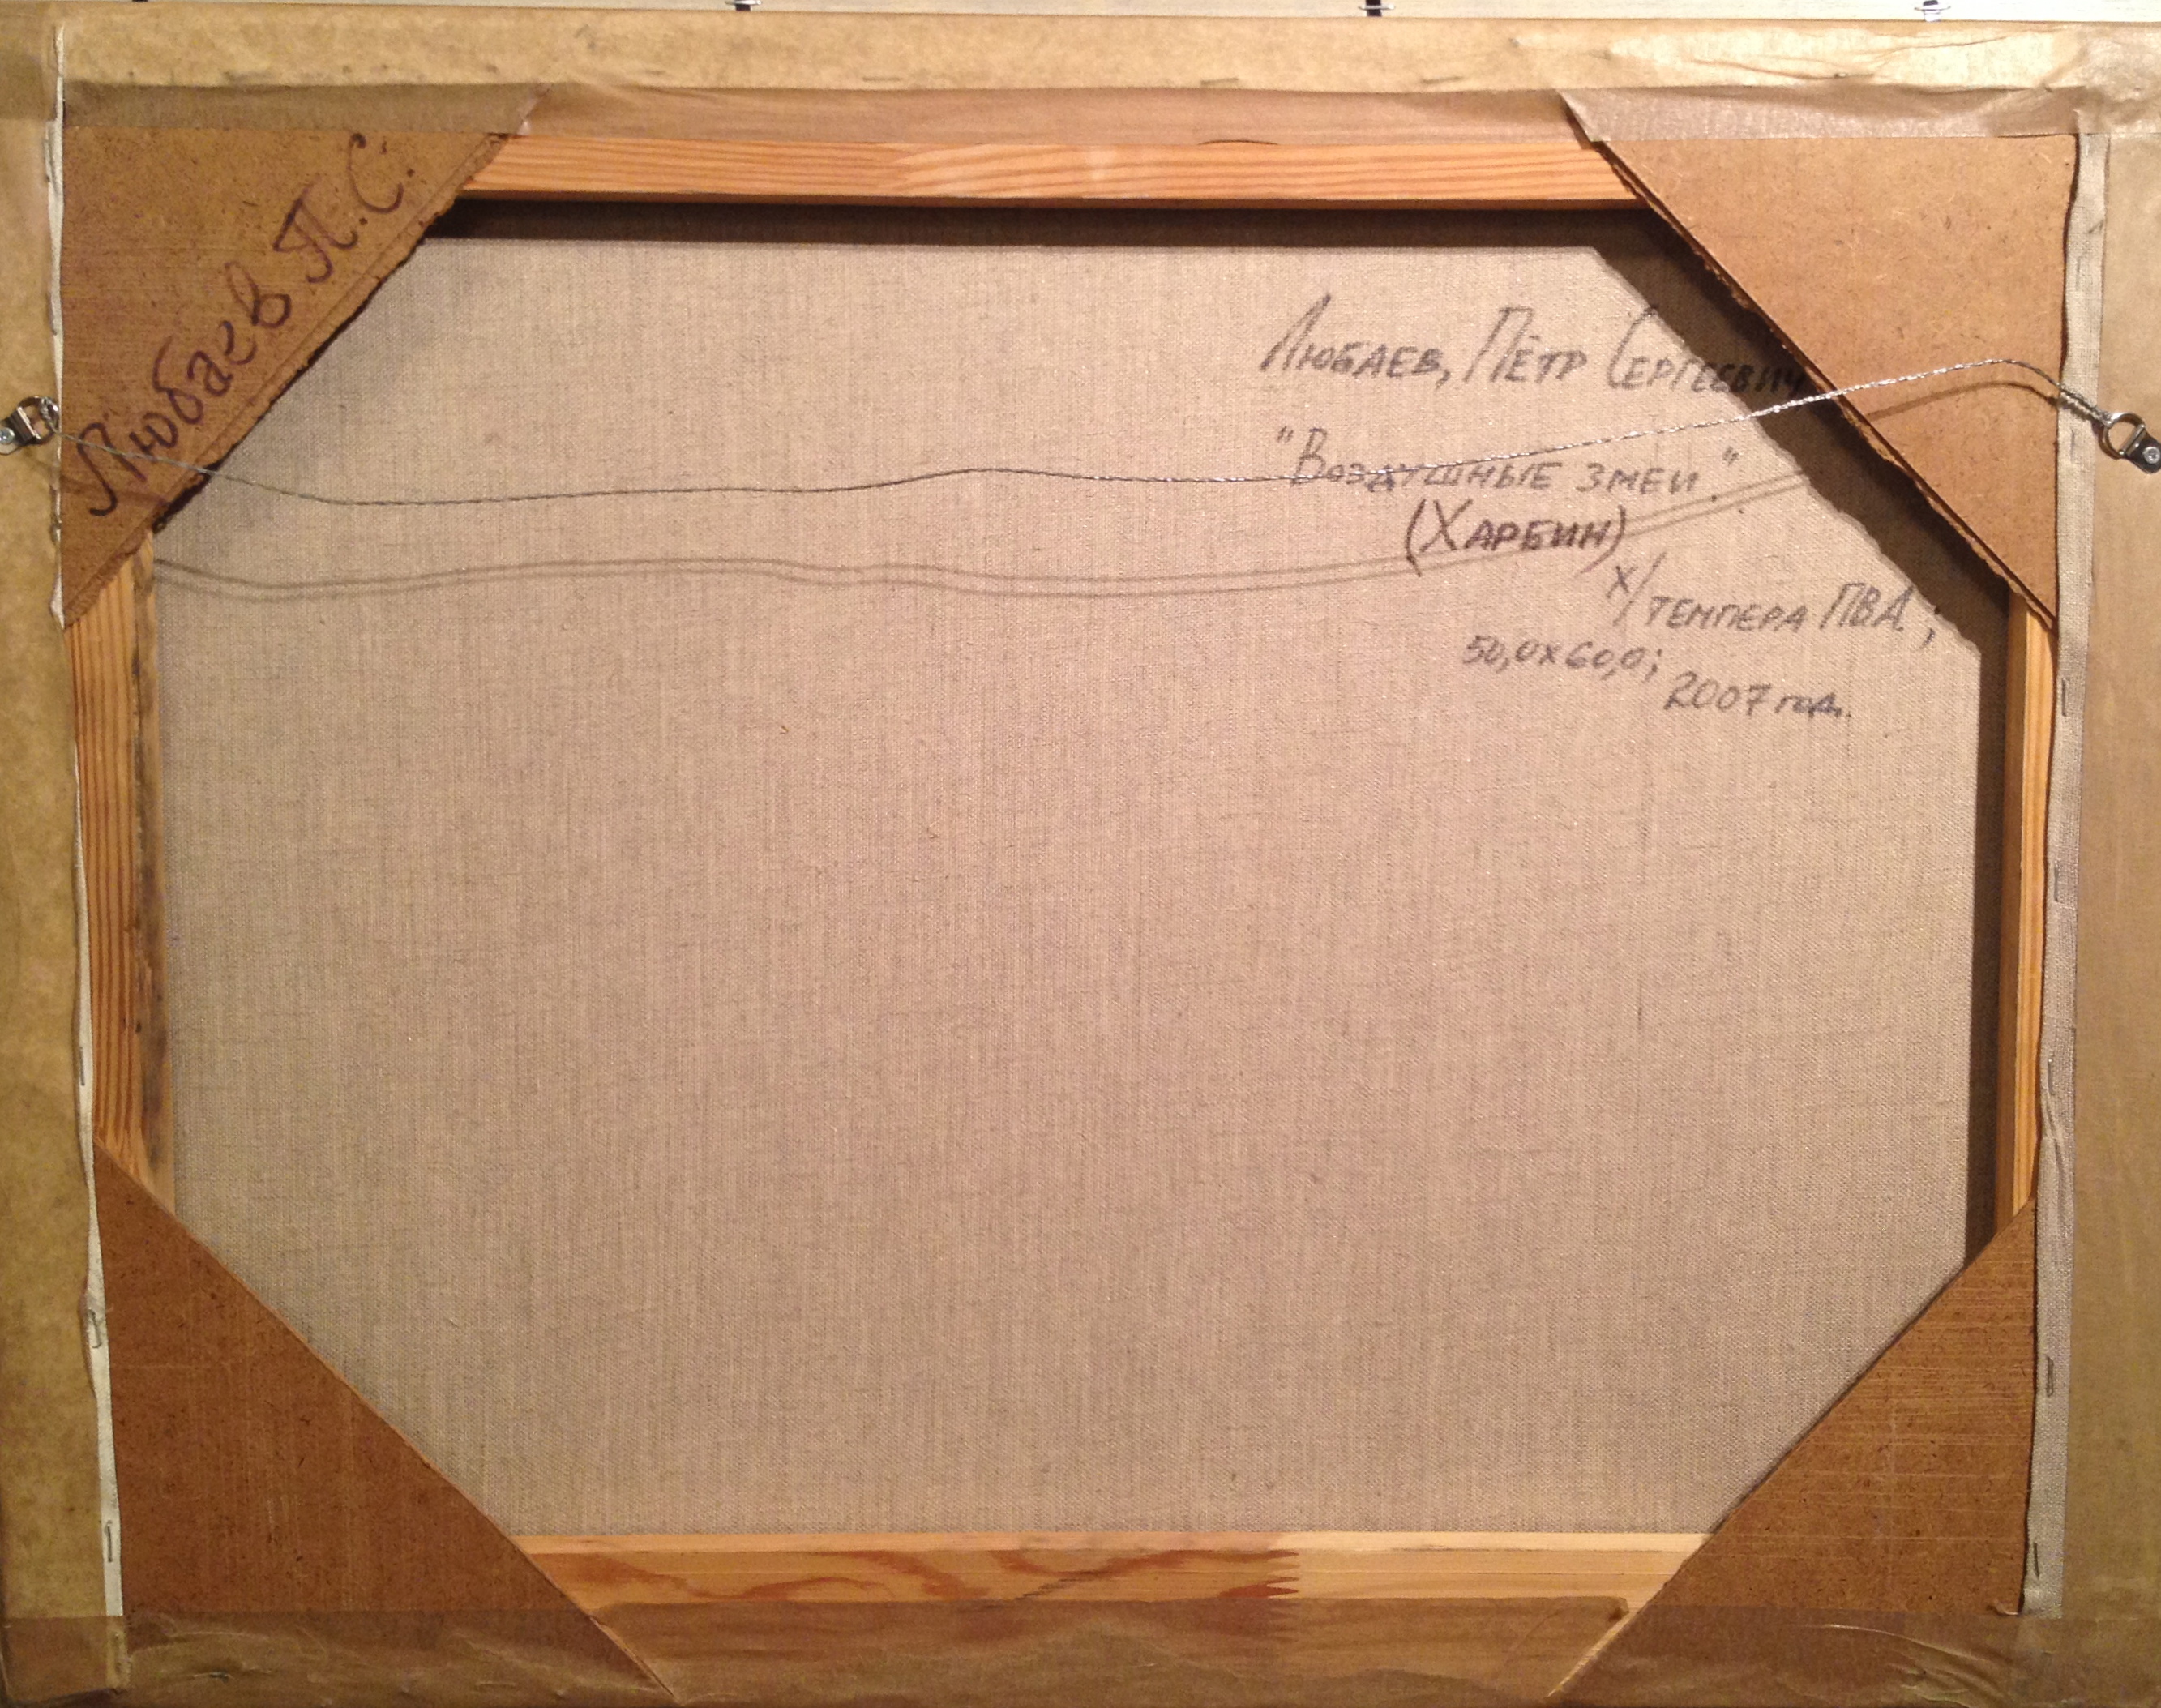 Любаев П.С.
Любаев, Пётр Сергеевич
"Воздушные змеи."
(Харбин)
х/темпера ПВА.;
50,0х60,0;
2007 год.